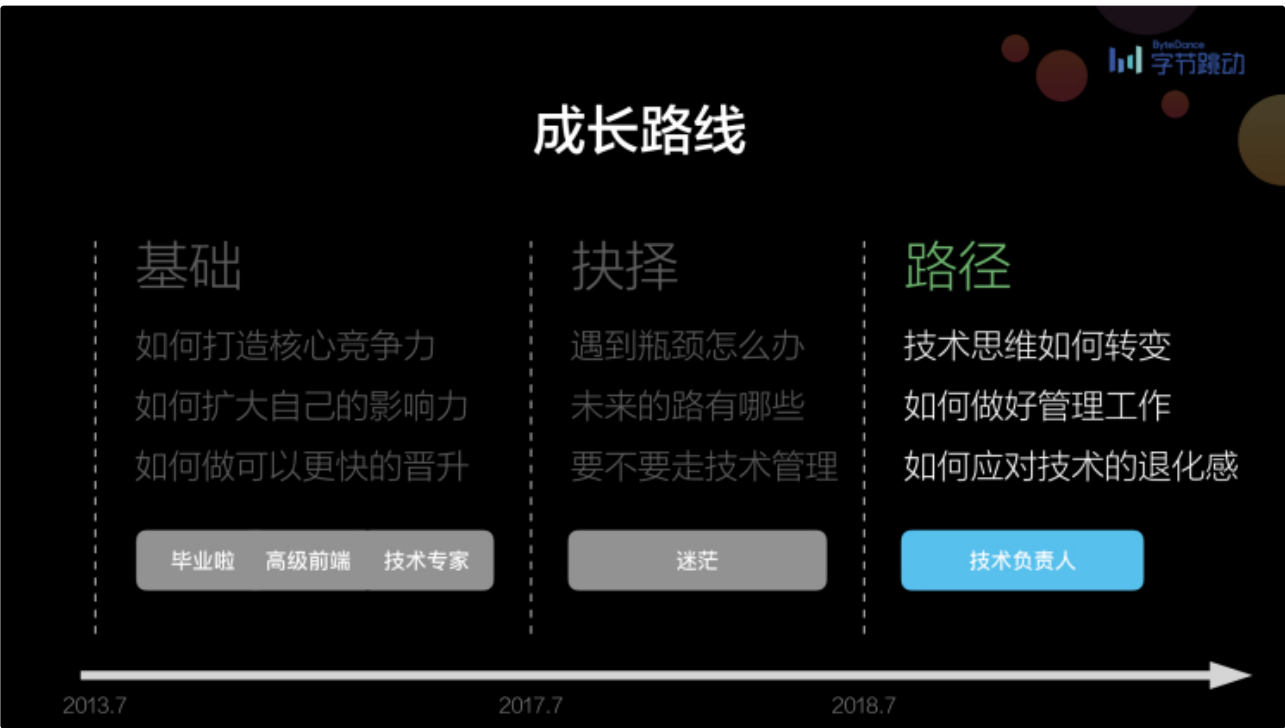 ByteDance
字节跳动
成长路线
基础
如何打造核心竞争力
如何扩大自己的影响力
如何做可以更快的晋升
毕业啦 高级前端 技术专家
抉择
遇到瓶颈怎么办
未来的路有哪些
要不要走技术管理
迷茫
路径
技术思维如何转变
如何做好管理工作
如何应对技术的退化感
技术负责人
2013.7
2017.7
2018.7